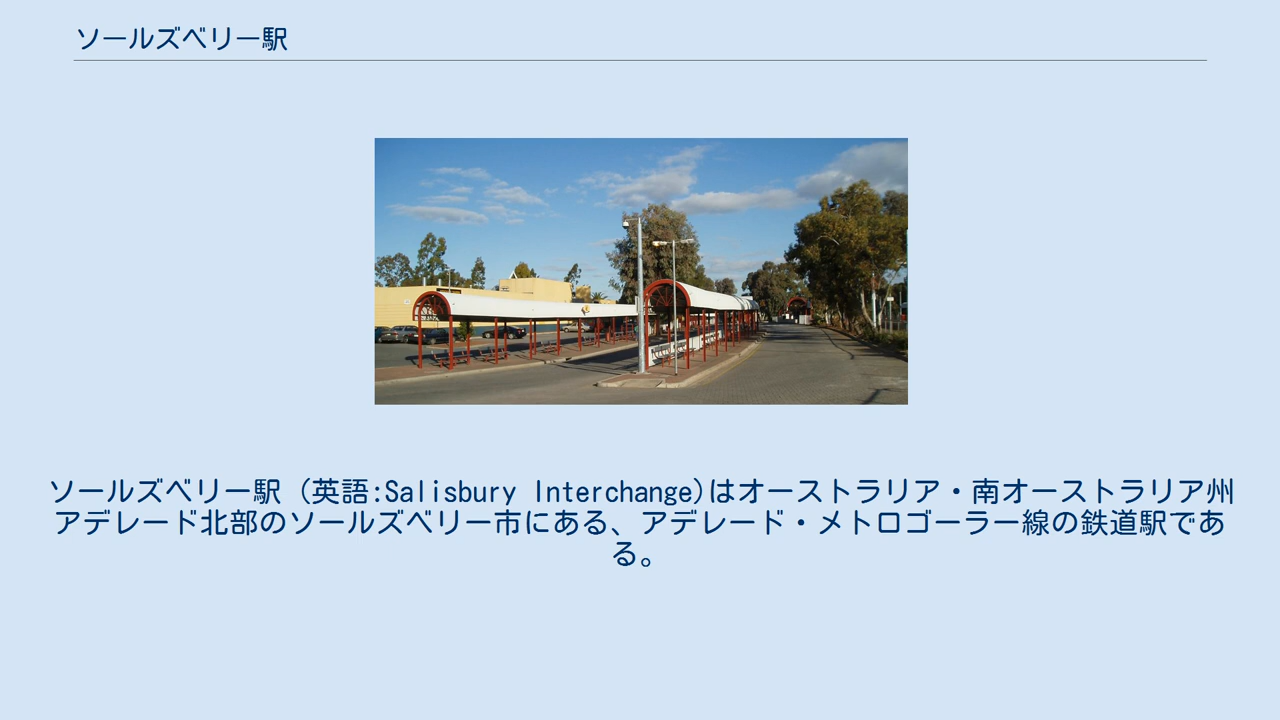 ソールズベリー駅
ソールズベリー駅 (英語:Salisbury Interchange)はオーストラリア・南オーストラリア州
アデレード北部のソールズベリー市にある、アデレード・メトロゴーラー線の鉄道駅であ
る。